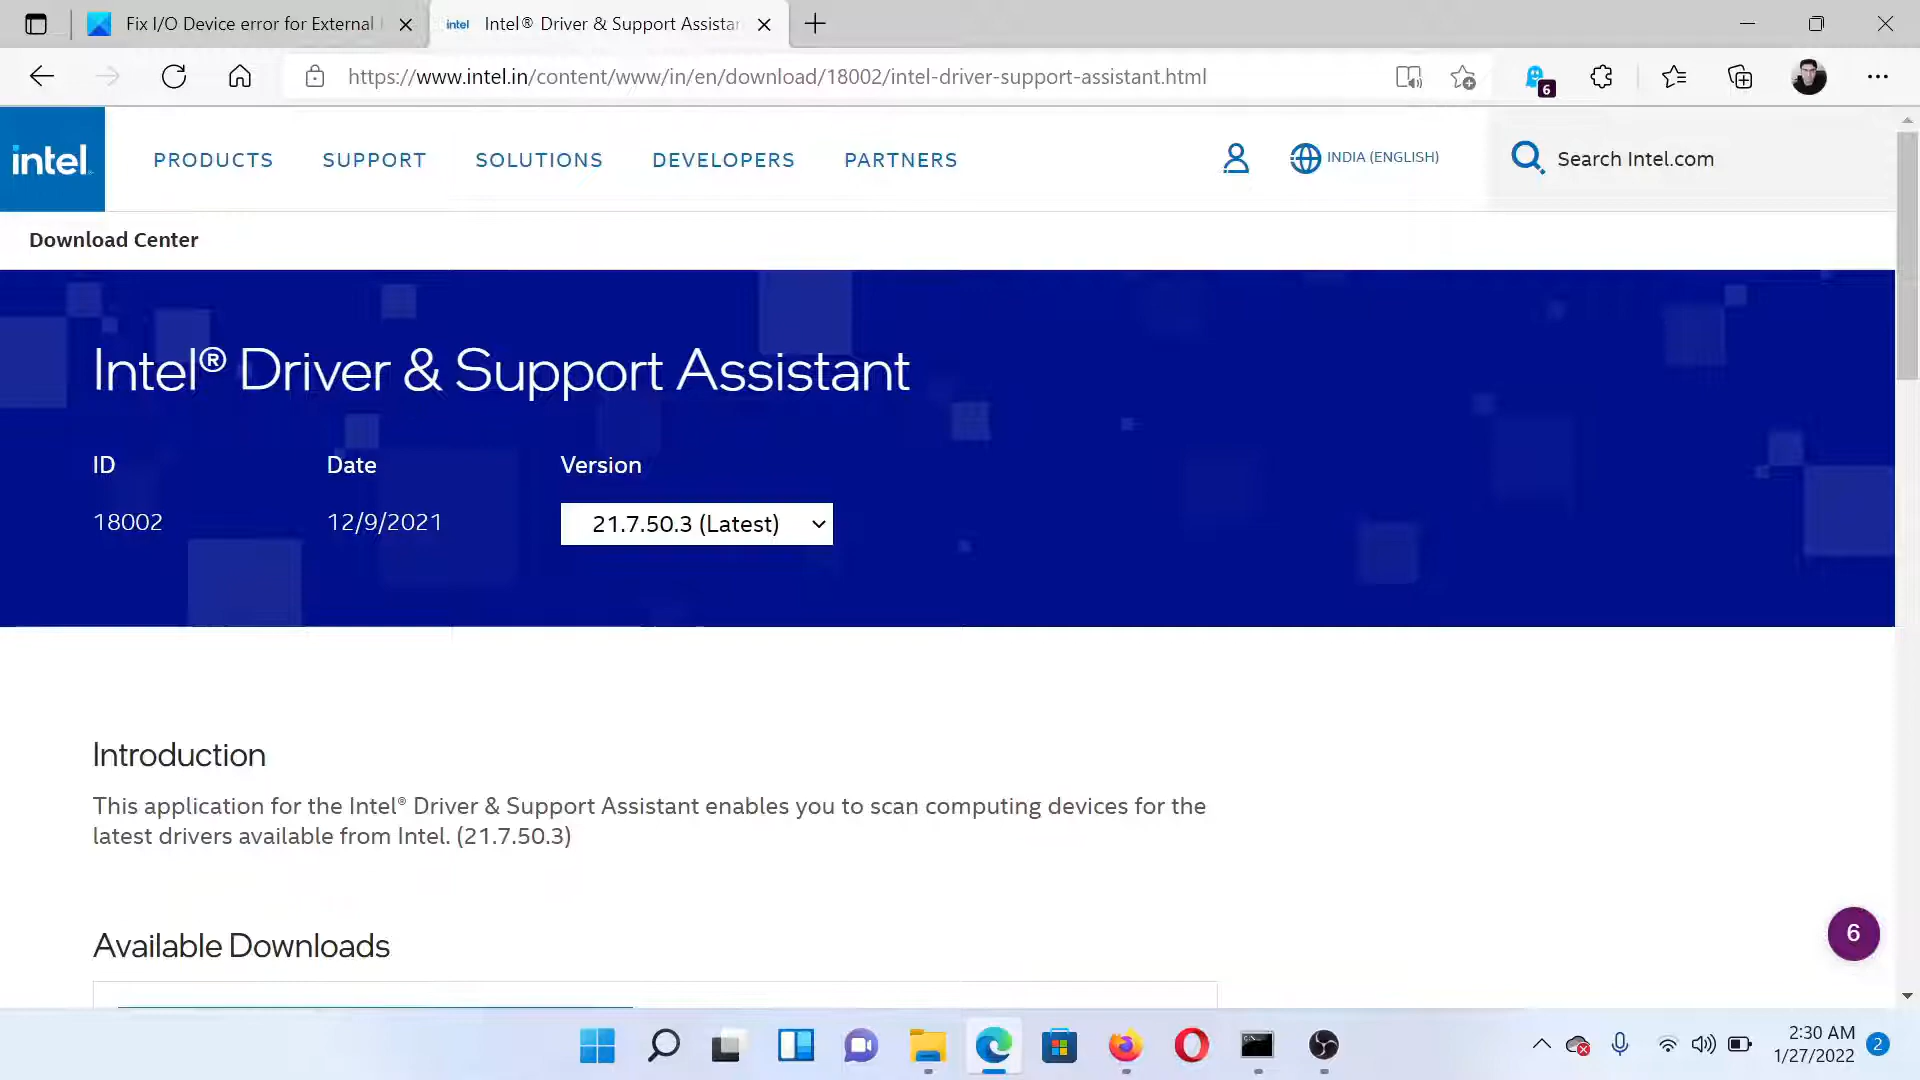 Fix I/O Device error for External
intel Intel® Driver & Support Assistan
https://www.intel.in/content/www/in/en/download/18002/intel-driver-support-assistant.html
6
intel. PRODUCTS SUPPORT SOLUTIONS DEVELOPERS PARTNERS INDIA (ENGLISH) Search Intel.com
Download Center
Intel® Driver & Support Assistant
ID Date Version
18002 12/9/2021 21.7.50.3 (Latest)
Introduction
This application for the Intel® Driver & Support Assistant enables you to scan computing devices for the
latest drivers available from Intel. (21.7.50.3)
Available Downloads
6
2:30 AM
1/27/2022
2